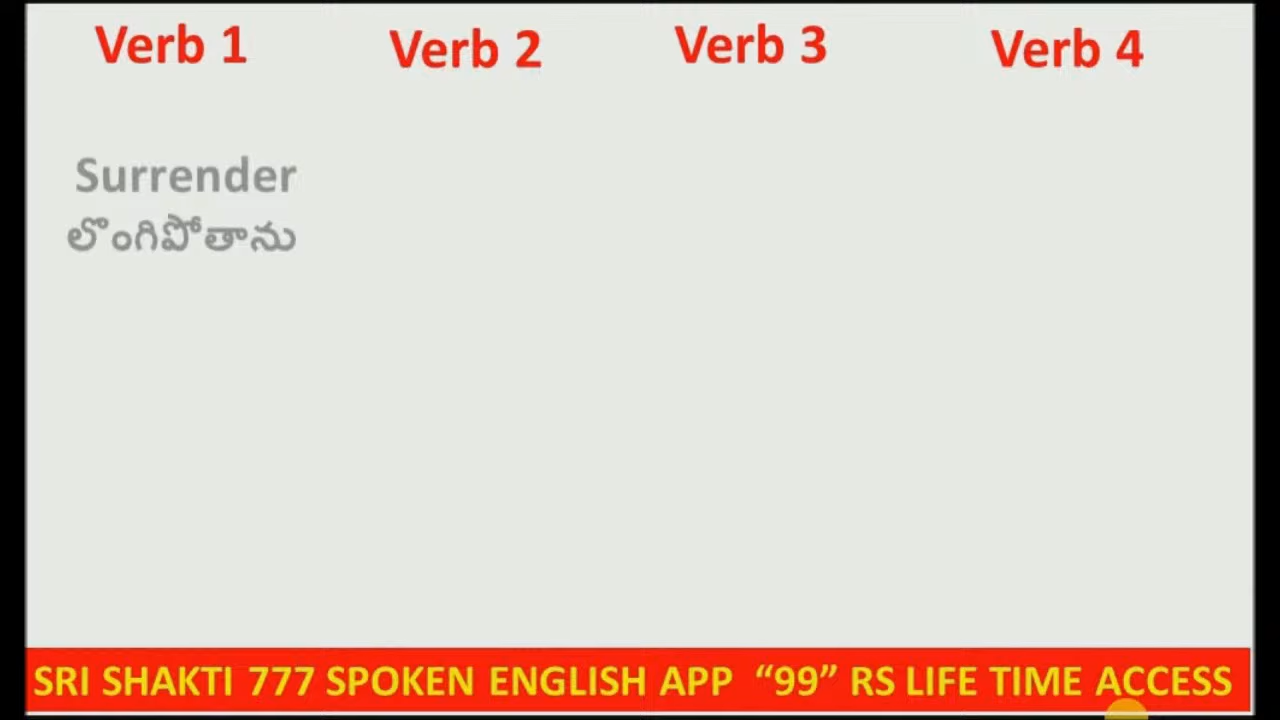 Verb 1 Verb 2 Verb 3 Verb 4
Surrender
లొంగిపోతాను
SRI SHAKTI 777 SPOKEN ENGLISH APP “99” RS LIFE TIME ACCESS